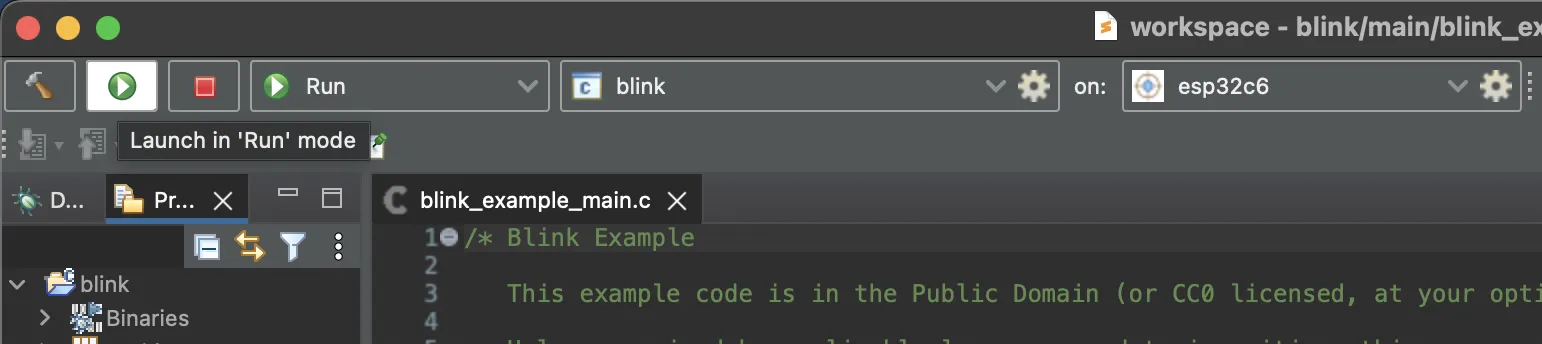 workspace - blink/main/blink_ex
Run
blink
on:
esp32c6
Launch in 'Run' mode
D...
Pr...
blink_example_main.c
1 /* Blink Example
2
3 This example code is in the Public Domain (or CC0 licensed, at your opti
4
blink
Binaries